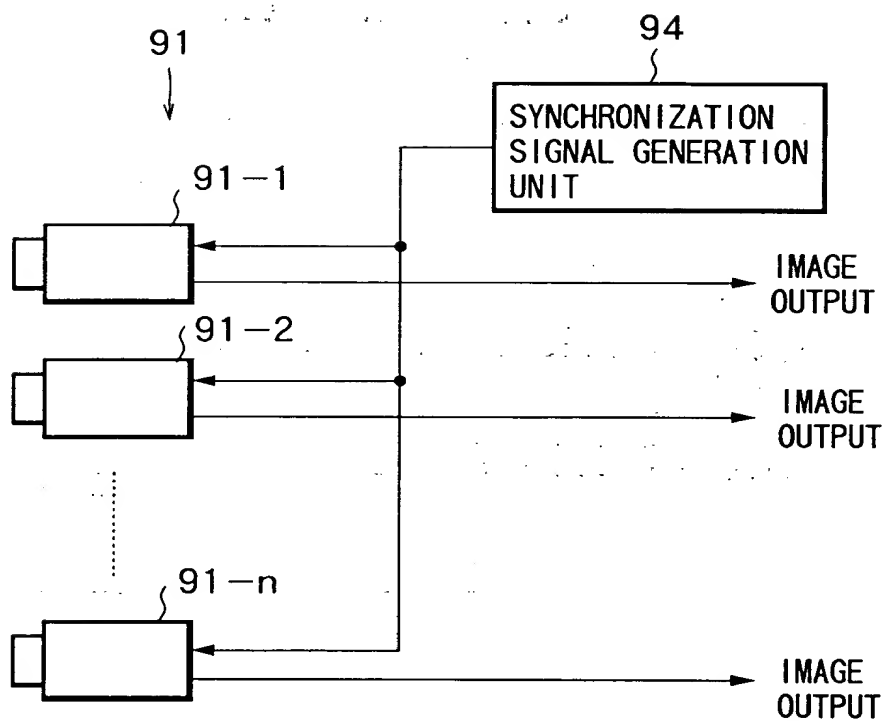 91
94
SYNCHRONIZATION
SIGNAL GENERATION
UNIT
91-1
IMAGE
OUTPUT
91-2
IMAGE
OUTPUT
91-n
IMAGE
OUTPUT